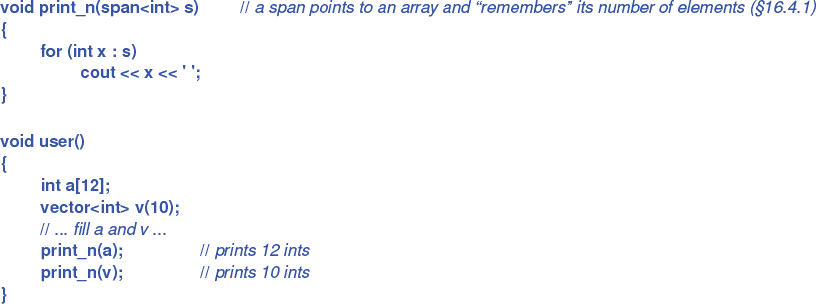 void print_n(span<int> s) // a span points to an array and “remembers” its number of elements (§16.4.1)
{
for (int x : s)
cout << x << ' ';
}
void user()
{
int a[12];
vector<int> v(10);
// ... fill a and v ...
print_n(a); // prints 12 ints
print_n(v); // prints 10 ints
}